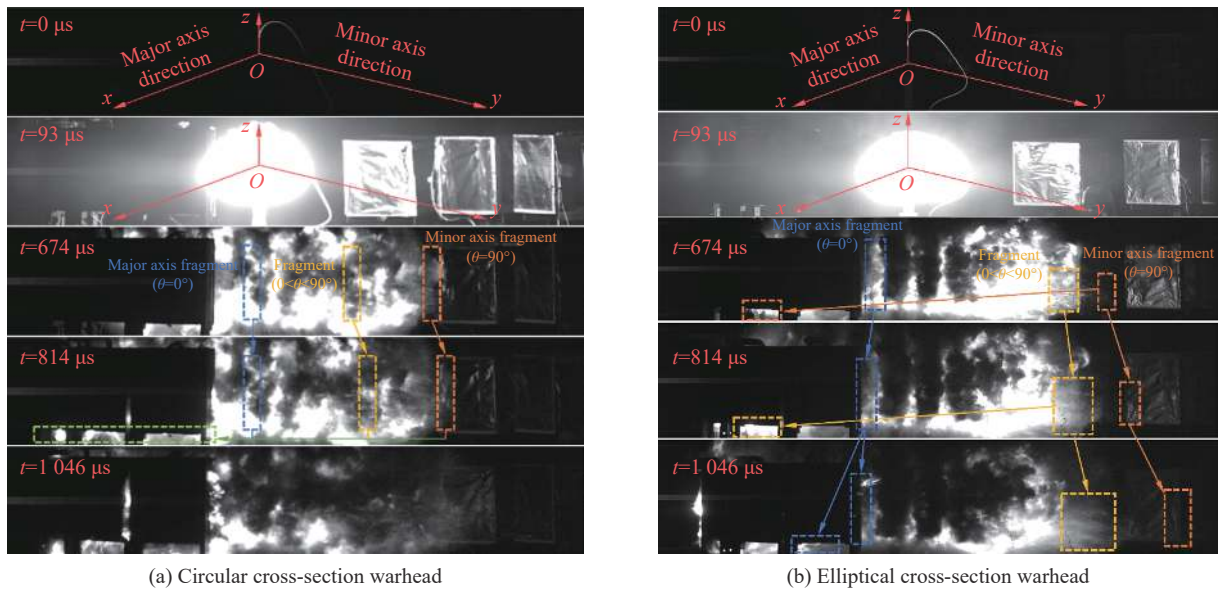 t=0 μs
z
Major axis
direction
Minor axis
direction
O
x
y
t=93 μs
z
O
x
y
t=674 μs
Major axis fragment
(θ=0°)
Fragment
(0<θ<90°)
Minor axis fragment
(θ=90°)
t=814 μs
t=1 046 μs
(a) Circular cross-section warhead
t=0 μs
z
Major axis
direction
Minor axis
direction
O
x
y
t=93 μs
z
O
x
y
t=674 μs
Major axis fragment
(θ=0°)
Fragment
(0<θ<90°)
Minor axis fragment
(θ=90°)
t=814 μs
t=1 046 μs
(b) Elliptical cross-section warhead